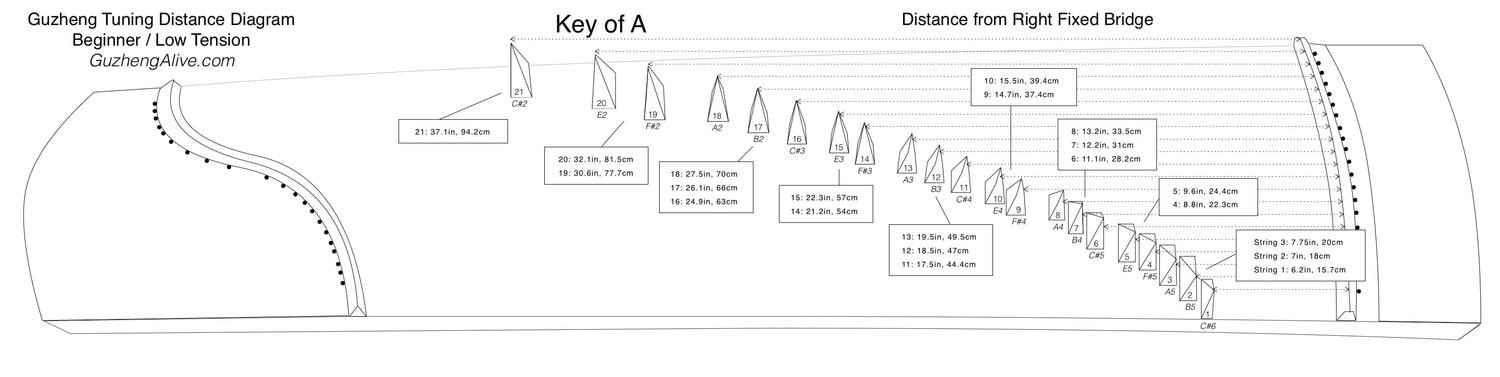 Guzheng Tuning Distance Diagram
Beginner / Low Tension
GuzhengAlive.com
Key of A
Distance from Right Fixed Bridge
21
C#2
20
E2
19
F#2
18
A2
17
B2
16
C#3
15
E3
14
F#3
13
A3
12
B3
11
C#4
10
E4
9
F#4
8
A4
7
B4
6
C#5
5
E5
4
F#5
3
A5
2
B5
1
C#6
21: 37.1in, 94.2cm
20: 32.1in, 81.5cm
19: 30.6in, 77.7cm
18: 27.5in, 70cm
17: 26.1in, 66cm
16: 24.9in, 63cm
15: 22.3in, 57cm
14: 21.2in, 54cm
13: 19.5in, 49.5cm
12: 18.5in, 47cm
11: 17.5in, 44.4cm
10: 15.5in, 39.4cm
9: 14.7in, 37.4cm
8: 13.2in, 33.5cm
7: 12.2in, 31cm
6: 11.1in, 28.2cm
5: 9.6in, 24.4cm
4: 8.8in, 22.3cm
String 3: 7.75in, 20cm
String 2: 7in, 18cm
String 1: 6.2in, 15.7cm